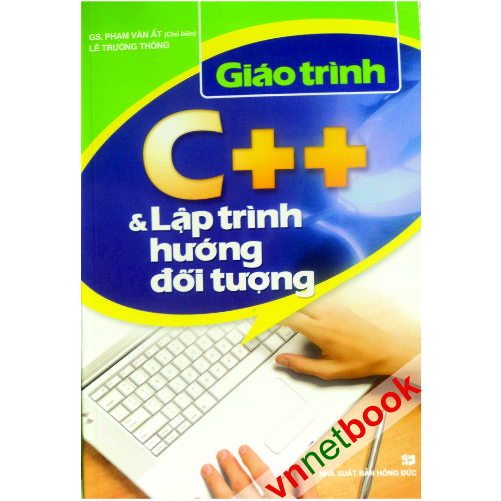 GS. PHẠM VĂN ẤT (Chủ biên)
LÊ TRƯỜNG THÔNG
Giáo trình
C++
& Lập trình
hướng
đối tượng
vnnetbook
NHÀ XUẤT BẢN HỒNG ĐỨC